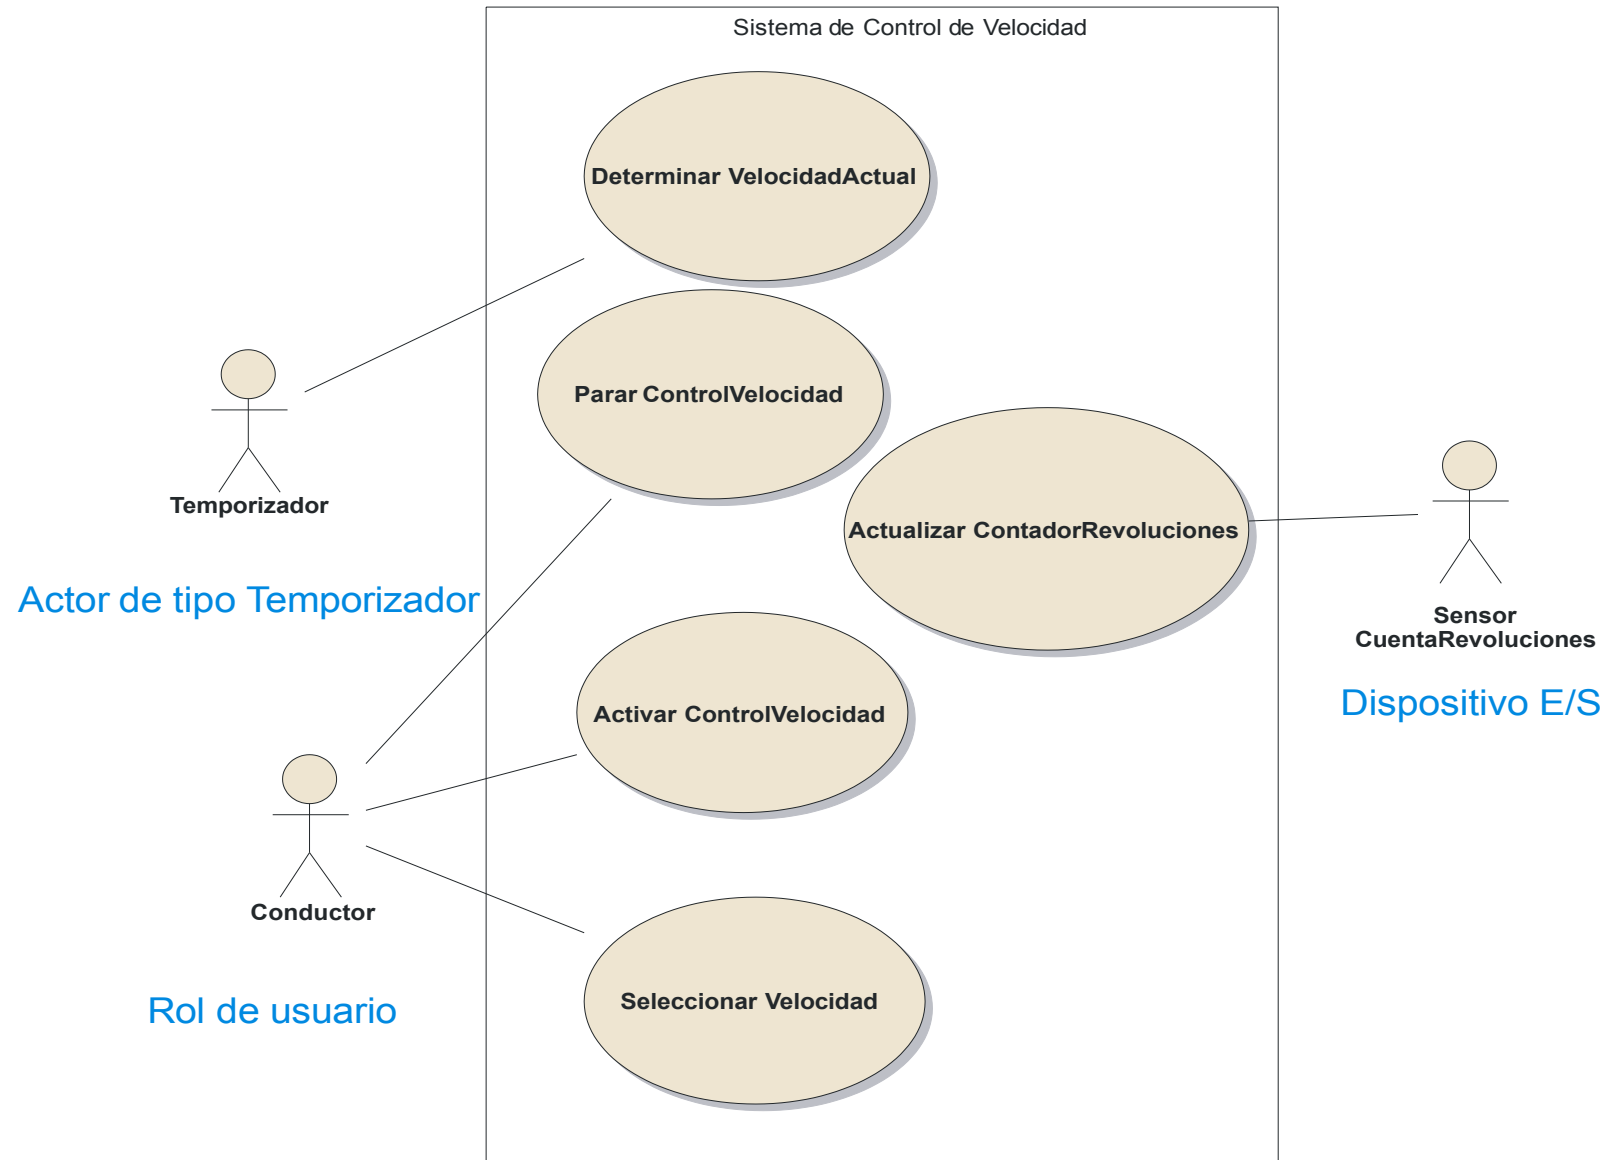 Sistema de Control de Velocidad
Determinar VelocidadActual
Parar ControlVelocidad
Temporizador
Actualizar ContadorRevoluciones
Actor de tipo Temporizador
Sensor
CuentaRevoluciones
Dispositivo E/S
Activar ControlVelocidad
Conductor
Seleccionar Velocidad
Rol de usuario